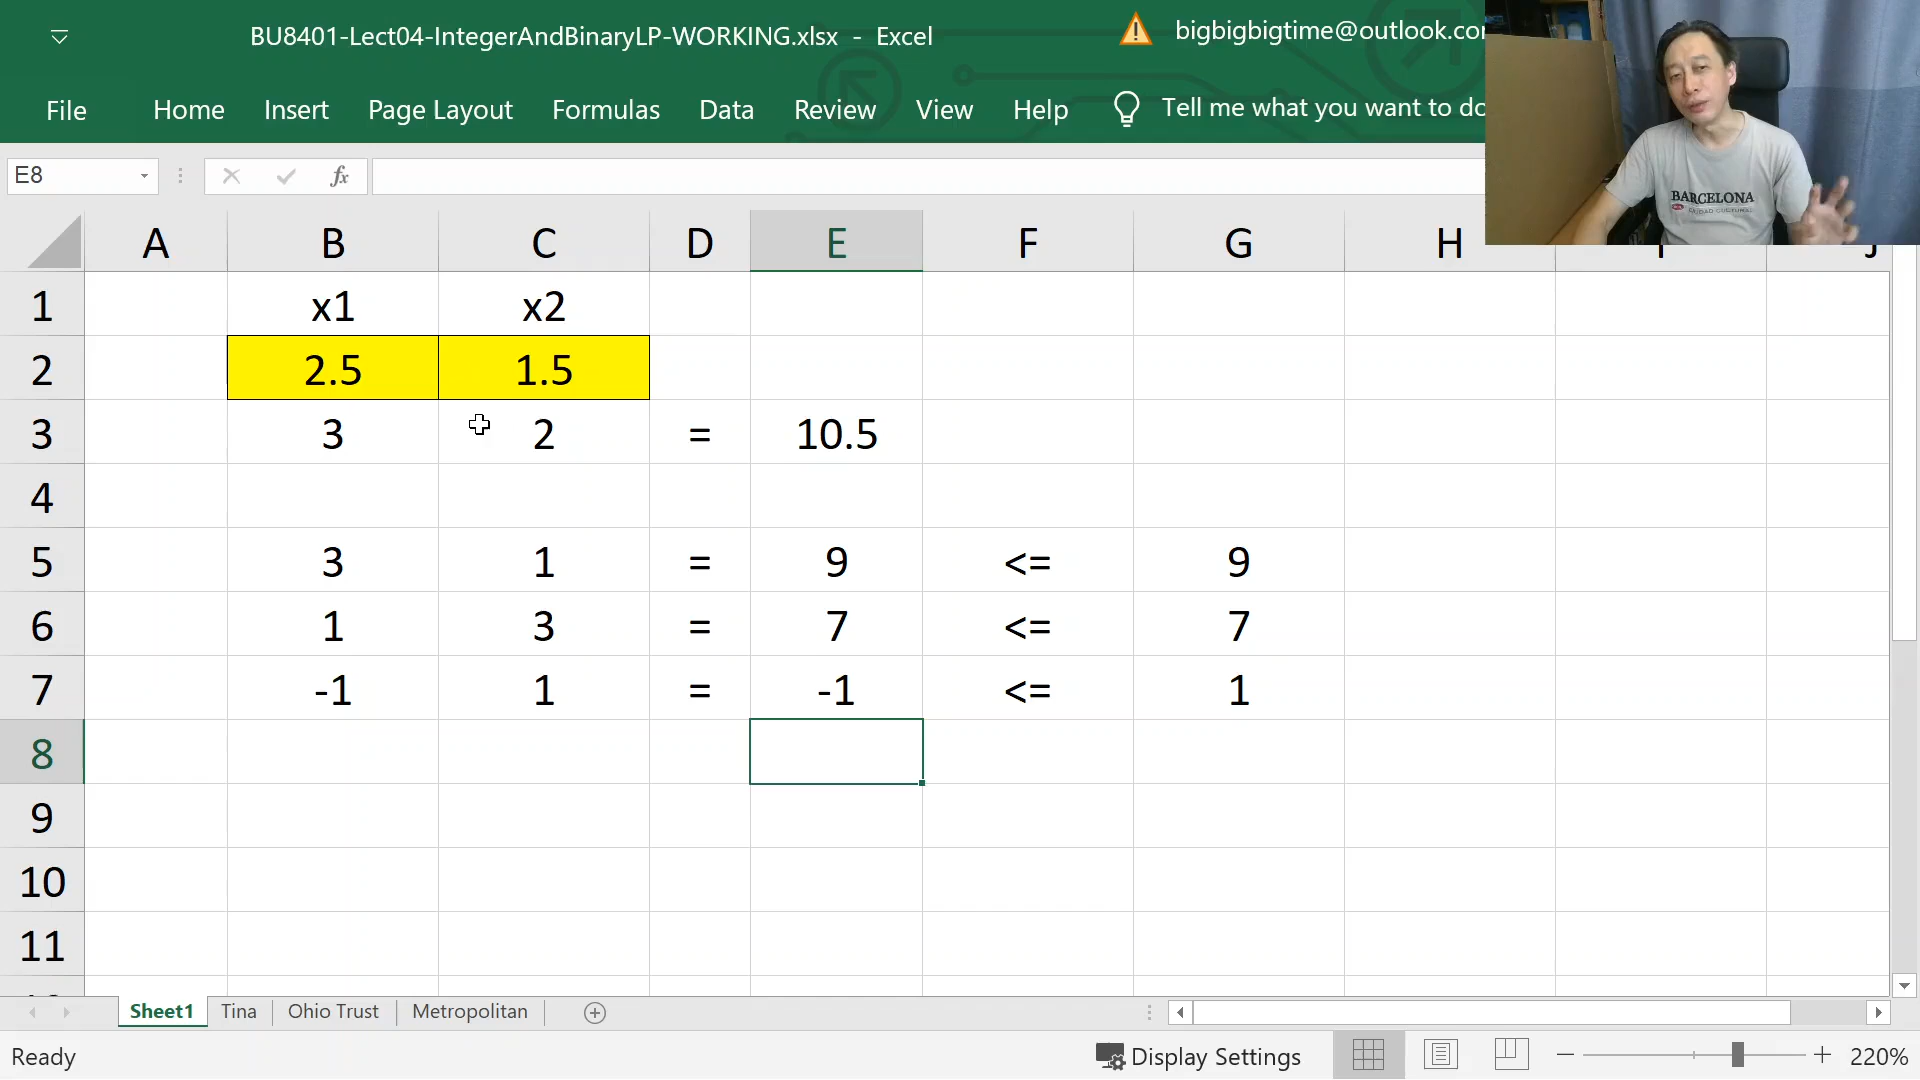 BU8401-Lect04-IntegerAndBinaryLP-WORKING.xlsx - Excel
bigbigbigtime@outlook.co
File Home Insert Page Layout Formulas Data Review View Help Tell me what you want to do
BARCELONA
E8 fx
A B C D E F G H I J
1 x1 x2
2 2.5 1.5
3 3 2 = 10.5
4
5 3 1 = 9 <= 9
6 1 3 = 7 <= 7
7 -1 1 = -1 <= 1
8
9
10
11
Sheet1 Tina Ohio Trust Metropolitan
Ready Display Settings 220%